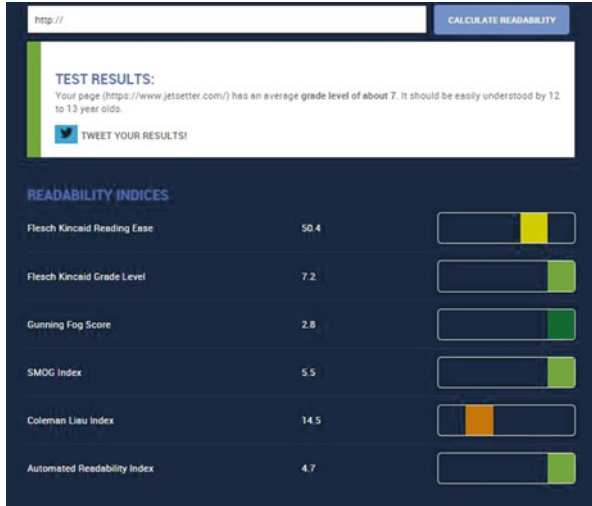 http://
CALCULATE READABILITY
TEST RESULTS:
Your page (https://www.jetsetter.com/) has an average grade level of about 7. It should be easily understood by 12
to 13 year olds.
TWEET YOUR RESULTS!
READABILITY INDICES
Flesch Kincaid Reading Ease 50.4
Flesch Kincaid Grade Level 7.2
Gunning Fog Score 2.8
SMOG Index 5.5
Coleman Liau Index 14.5
Automated Readability Index 4.7